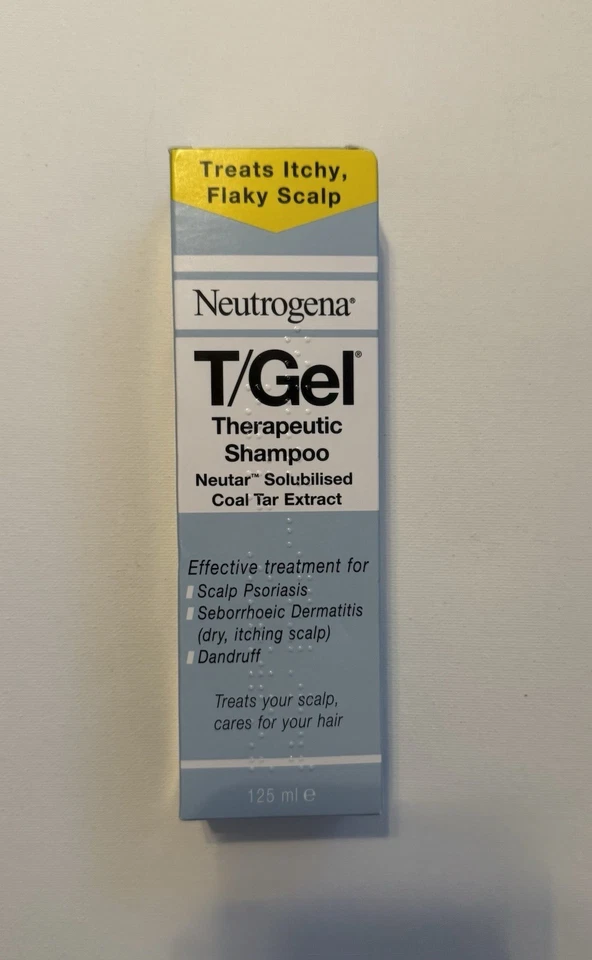 Treats Itchy,
Flaky Scalp
Neutrogena®
T/Gel®
Therapeutic
Shampoo
Neutar™ Solubilised
Coal Tar Extract
Effective treatment for
Scalp Psoriasis
Seborrhoeic Dermatitis
(dry, itching scalp)
Dandruff
Treats your scalp,
cares for your hair
125 ml ℮